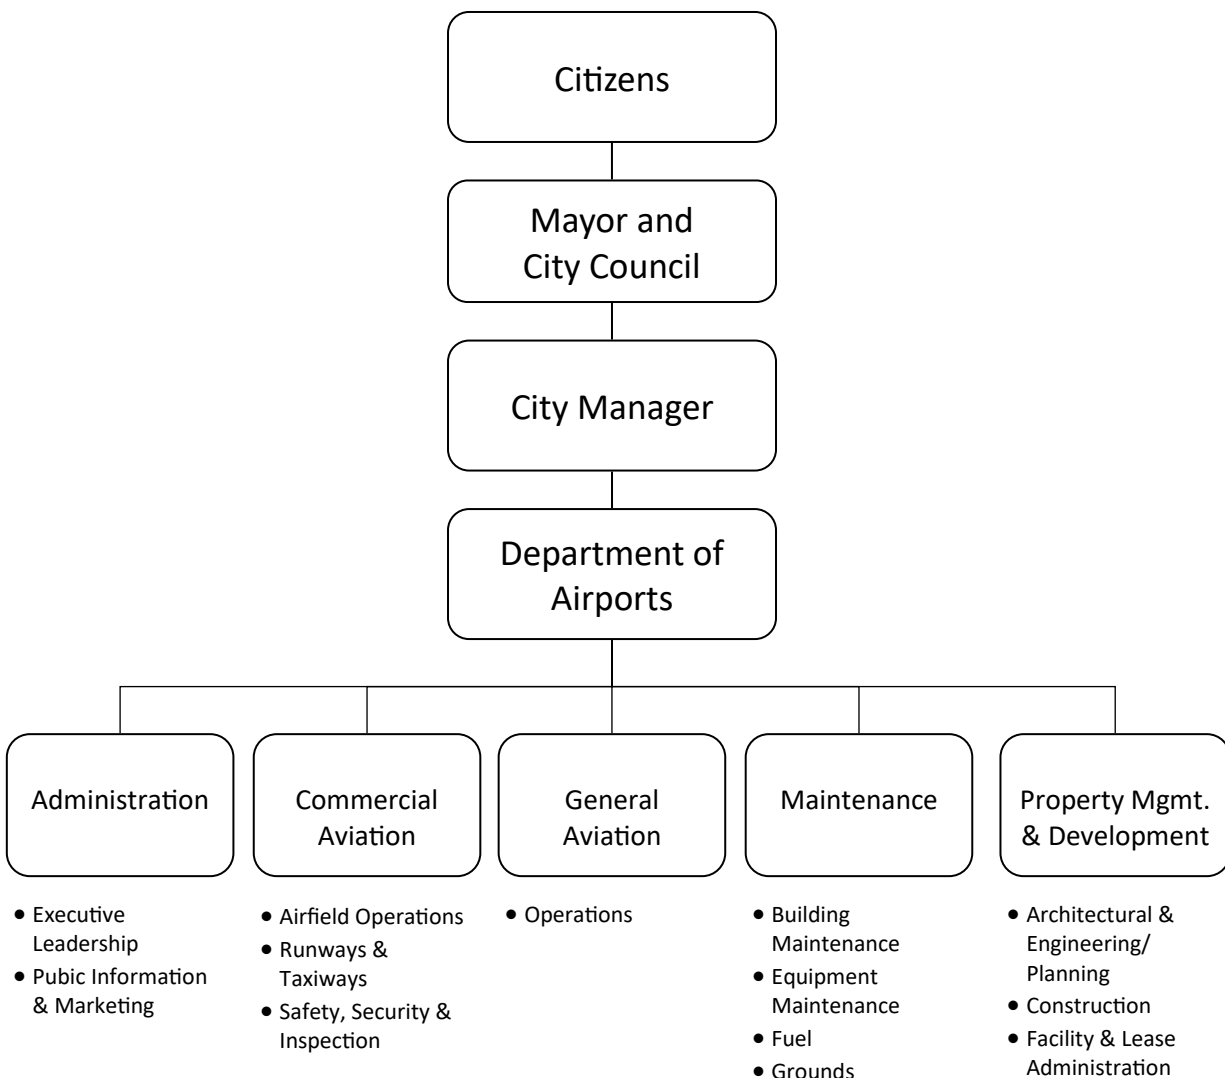 Citizens
Mayor and
City Council
City Manager
Department of
Airports
Administration
Commercial
Aviation
General
Aviation
Maintenance
Property Mgmt.
& Development
• Executive
Leadership
• Pubic Information
& Marketing
• Airfield Operations
• Runways &
Taxiways
• Safety, Security &
Inspection
• Operations
• Building
Maintenance
• Equipment
Maintenance
• Fuel
• Grounds
• Architectural &
Engineering/
Planning
• Construction
• Facility & Lease
Administration